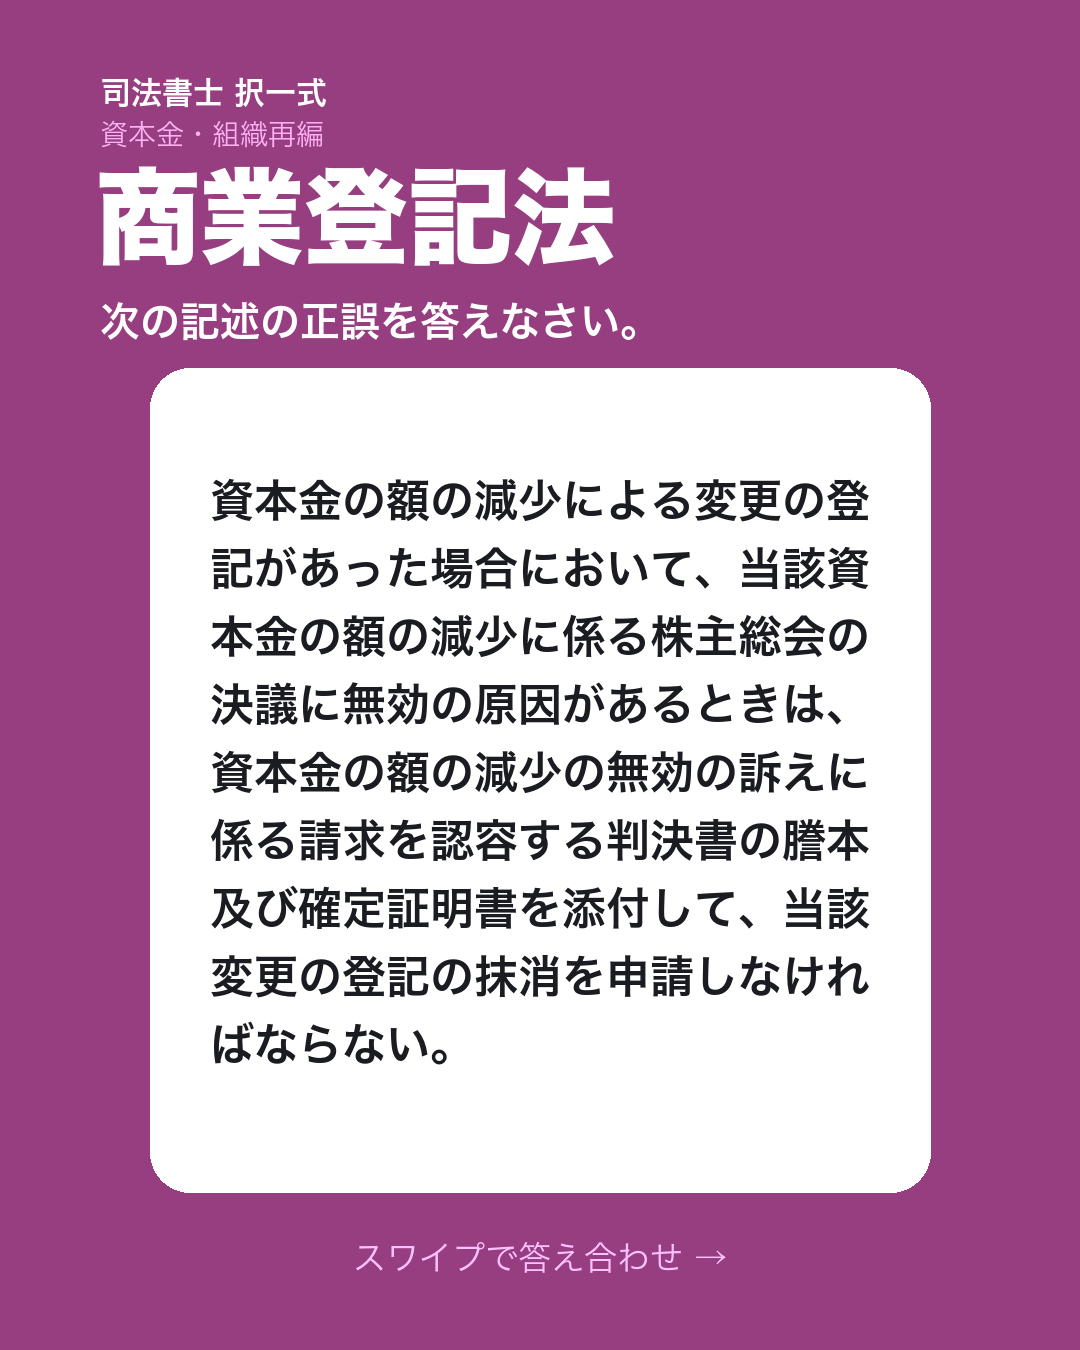 司法書士 択一式
資本金・組織再編
商業登記法
次の記述の正誤を答えなさい。
資本金の額の減少による変更の登
記があった場合において、当該資
本金の額の減少に係る株主総会の
決議に無効の原因があるときは、
資本金の額の減少の無効の訴えに
係る請求を認容する判決書の謄本
及び確定証明書を添付して、当該
変更の登記の抹消を申請しなけれ
ばならない。
スワイプで答え合わせ →